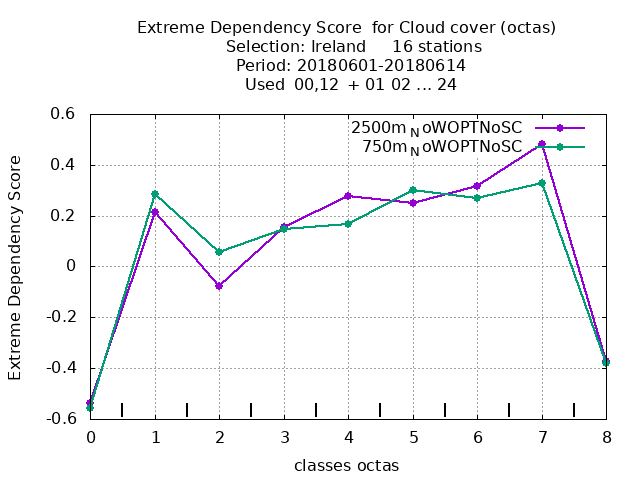 Extreme Dependency Score for Cloud cover (octas)
Selection: Ireland 16 stations
Period: 20180601-20180614
Used 00,12 + 01 02 ... 24
2500m NoWOPTNoSC
750m NoWOPTNoSC
Extreme Dependency Score
0.6
0.4
0.2
0
-0.2
-0.4
-0.6
0 1 2 3 4 5 6 7 8
classes octas